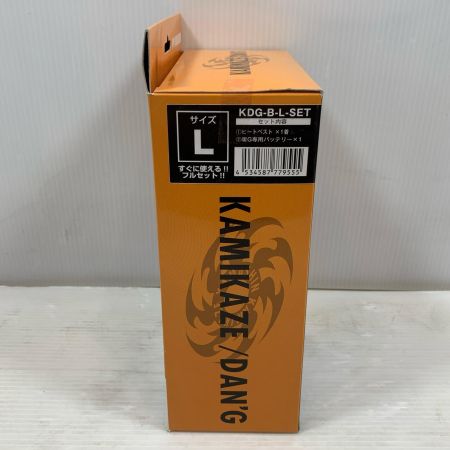 サイズ
L
すぐに使える!!
フルセット!!
KDG-B-L-SET
セット内容
①ヒートベスト ×1着
②暖G専用バッテリー×1
4 534587 779555
KAMIKAZE/DAN'G